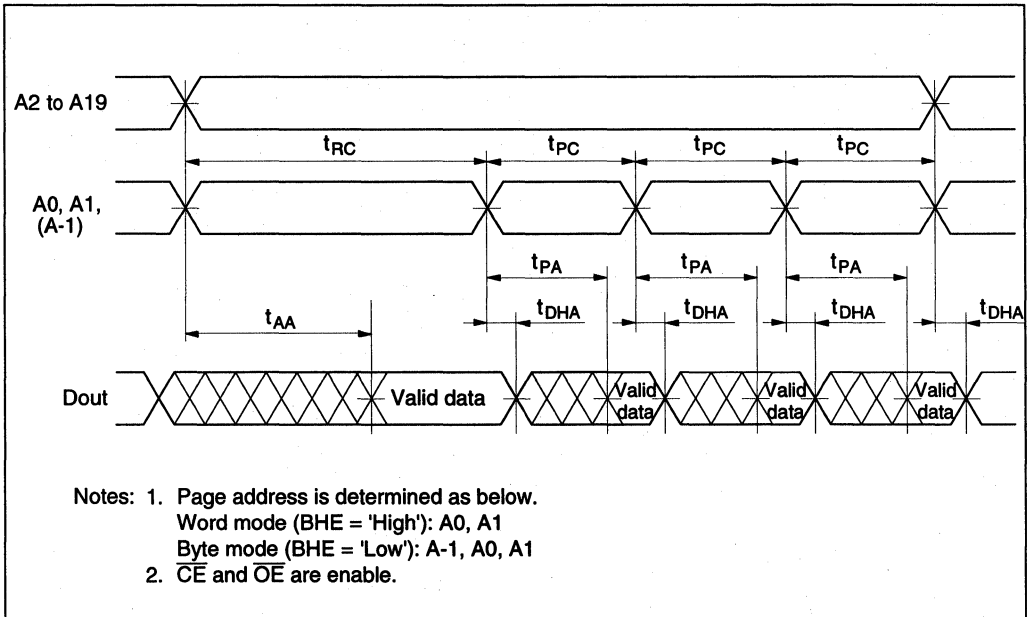 A2 to A19
tRC tPC tPC tPC
A0, A1,
(A-1)
tPA tPA tPA
tAA tDHA tDHA tDHA tDHA
Dout Valid data Valid data Valid data Valid data
Notes: 1. Page address is determined as below.
Word mode (BHE = 'High'): A0, A1
Byte mode (BHE = 'Low'): A-1, A0, A1
2. C̅E̅ and O̅E̅ are enable.